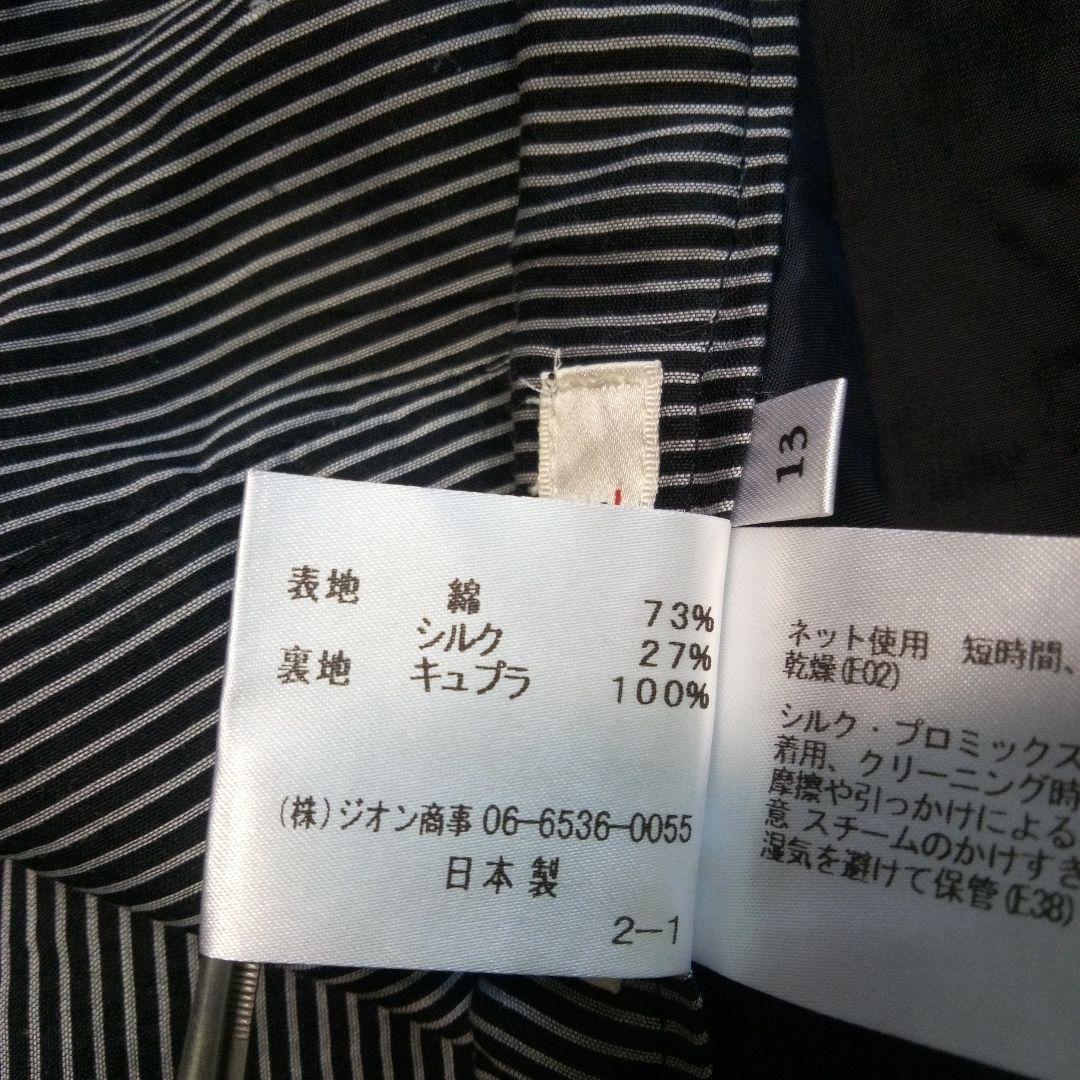 13
表地 綿 73%
シルク 27%
裏地 キュプラ 100%
(株)ジオン商事 06-6536-0055
日本製
2-1
ネット使用 短時間、
乾燥(E02)
シルク・プロミックス
着用、クリーニング時
摩擦や引っかけによる
意 スチームのかけすぎ
湿気を避けて保管(E38)